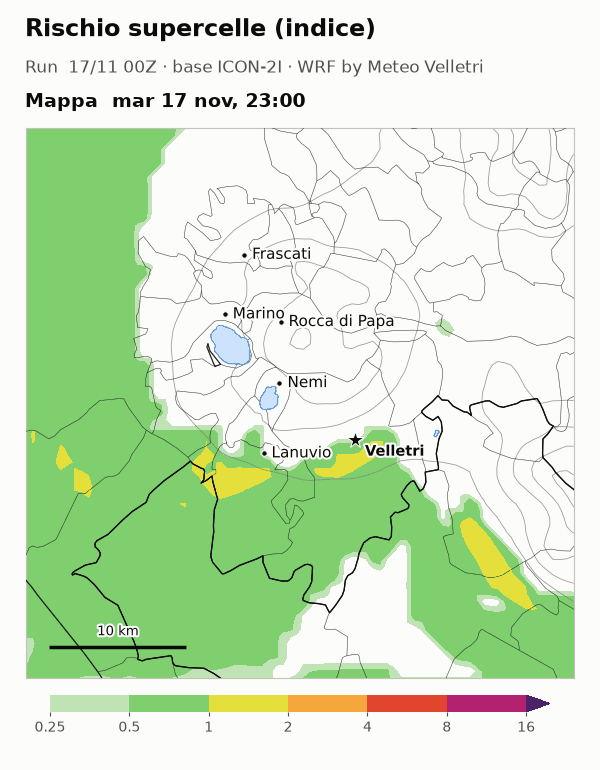 Rischio supercelle (indice)
Run  17/11 00Z · base ICON-2I · WRF by Meteo Velletri
Mappa  mar 17 nov, 23:00
Frascati
Marino
Rocca di Papa
Nemi
Lanuvio
Velletri
10 km
0.25 0.5 1 2 4 8 16